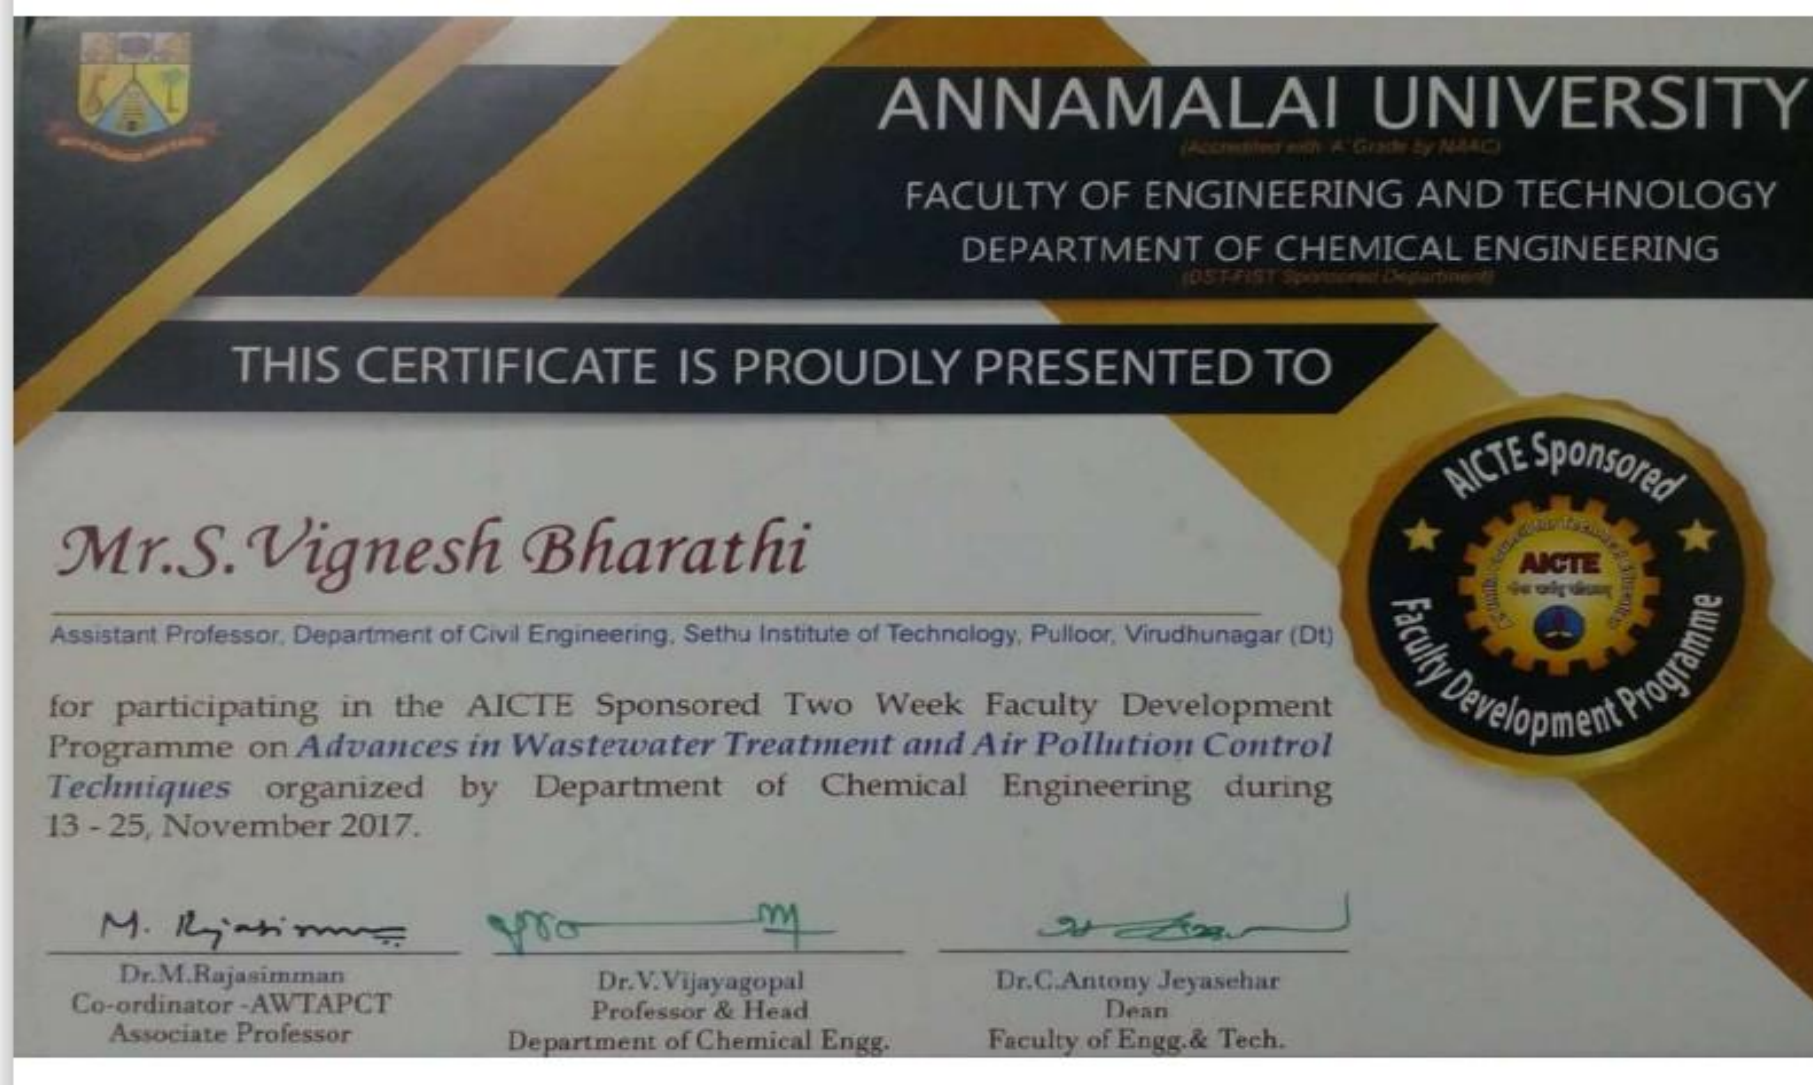 ANNAMALAI UNIVERSITY
(Accredited with 'A' Grade by NAAC)
FACULTY OF ENGINEERING AND TECHNOLOGY
DEPARTMENT OF CHEMICAL ENGINEERING
(DST-FIST Sponsored Department)
THIS CERTIFICATE IS PROUDLY PRESENTED TO
AICTE Sponsored
AICTE
Faculty Development Programme
Mr.S.Vignesh Bharathi
Assistant Professor, Department of Civil Engineering, Sethu Institute of Technology, Pulloor, Virudhunagar (Dt)
for participating in the AICTE Sponsored Two Week Faculty Development
Programme on Advances in Wastewater Treatment and Air Pollution Control
Techniques organized by Department of Chemical Engineering during
13 - 25, November 2017.
M. Rajasimman
Dr.M.Rajasimman
Co-ordinator -AWTAPCT
Associate Professor
Dr.V.Vijayagopal
Professor & Head
Department of Chemical Engg.
Dr.C.Antony Jeyasehar
Dean
Faculty of Engg.& Tech.